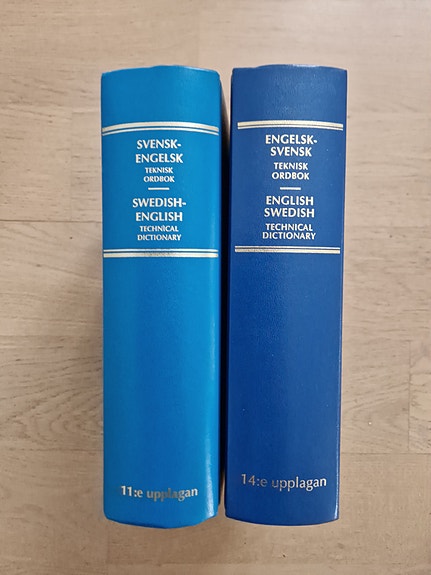 SVENSK-
ENGELSK
TEKNISK
ORDBOK
SWEDISH-
ENGLISH
TECHNICAL
DICTIONARY
11:e upplagan
ENGELSK-
SVENSK
TEKNISK
ORDBOK
ENGLISH
SWEDISH
TECHNICAL
DICTIONARY
14:e upplagan